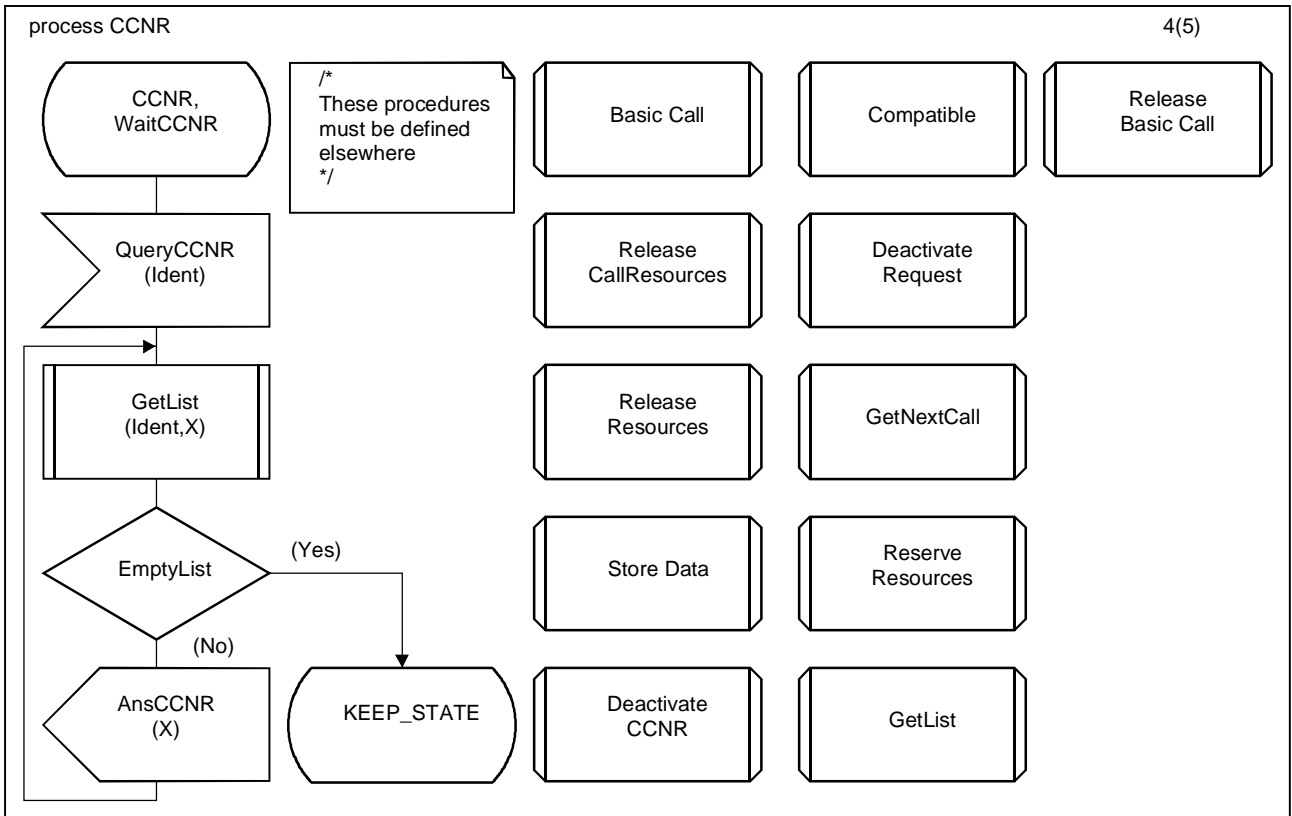 process CCNR
4(5)
CCNR,
WaitCCNR
/*
These procedures
must be defined
elsewhere
*/
Basic Call
Compatible
Release
Basic Call
QueryCCNR
(Ident)
Release
CallResources
Deactivate
Request
GetList
(Ident,X)
Release
Resources
GetNextCall
EmptyList
(Yes)
(No)
Store Data
Reserve
Resources
AnsCCNR
(X)
KEEP_STATE
Deactivate
CCNR
GetList